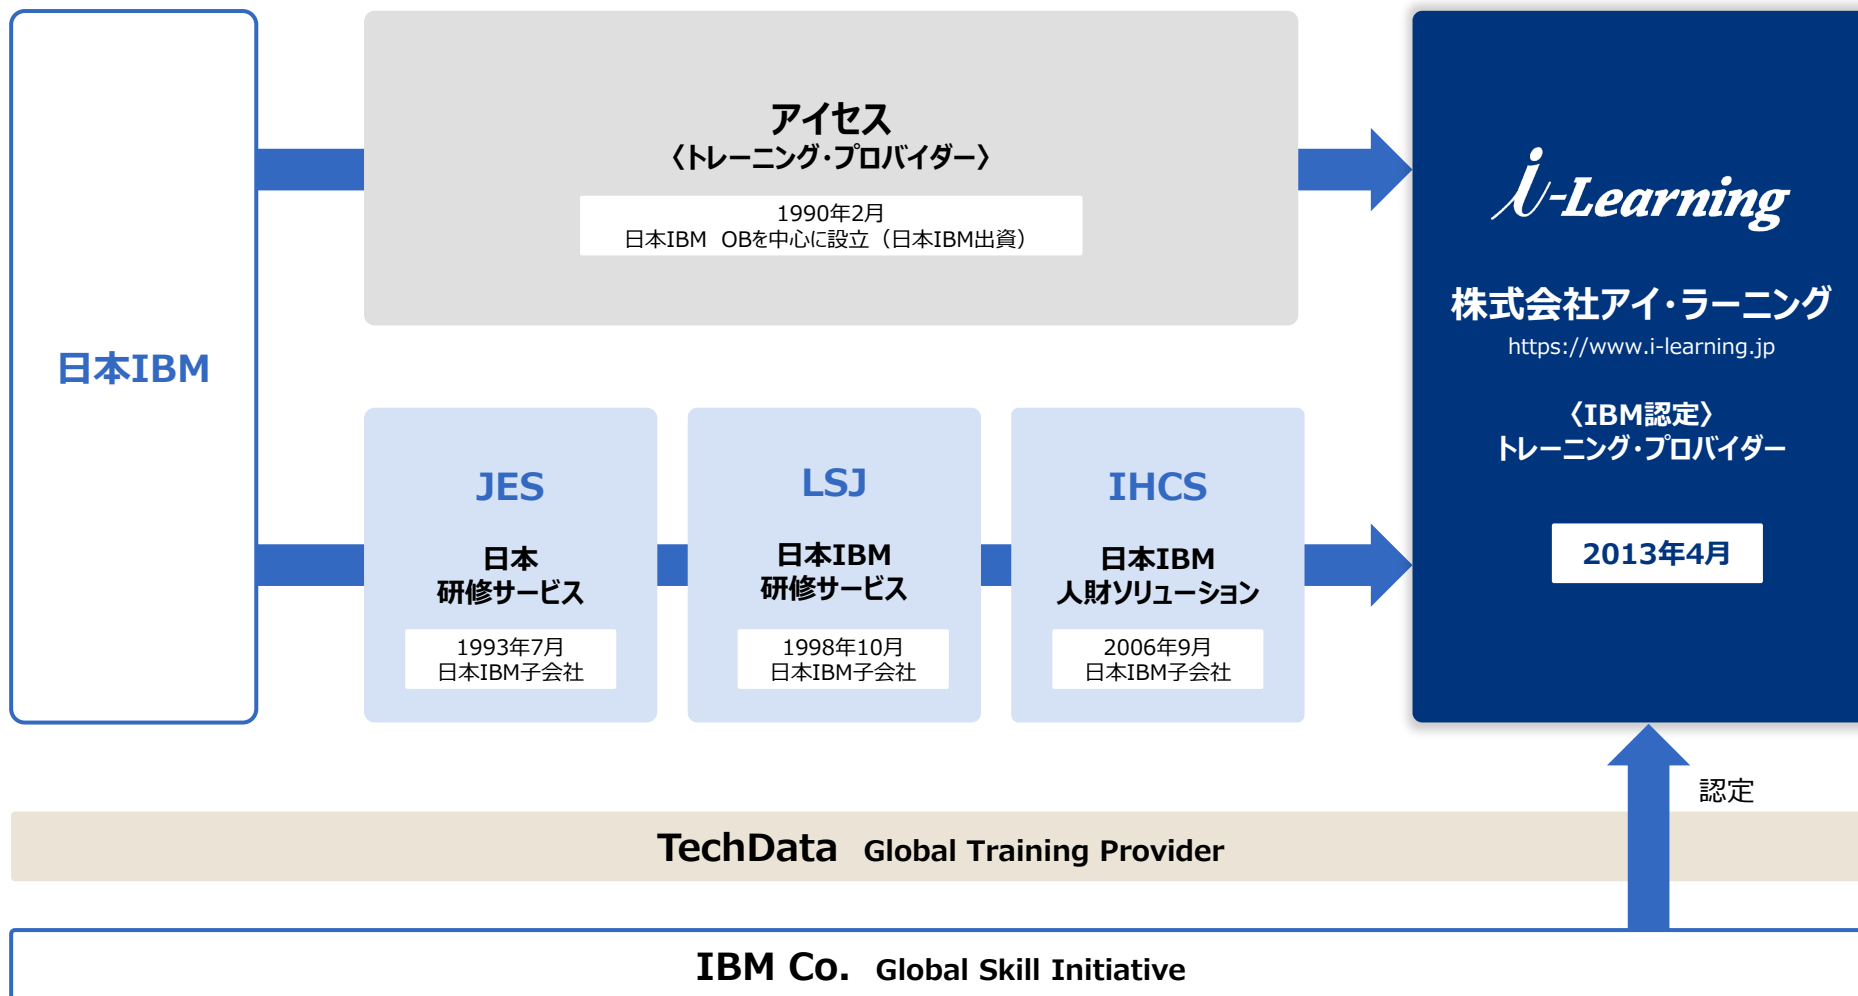 日本IBM
アイセス
〈トレーニング・プロバイダー〉
1990年2月
日本IBM OBを中心に設立（日本IBM出資）
JES
日本
研修サービス
1993年7月
日本IBM子会社
LSJ
日本IBM
研修サービス
1998年10月
日本IBM子会社
IHCS
日本IBM
人財ソリューション
2006年9月
日本IBM子会社
i-Learning
株式会社アイ・ラーニング
https://www.i-learning.jp
〈IBM認定〉
トレーニング・プロバイダー
2013年4月
認定
TechData Global Training Provider
IBM Co. Global Skill Initiative